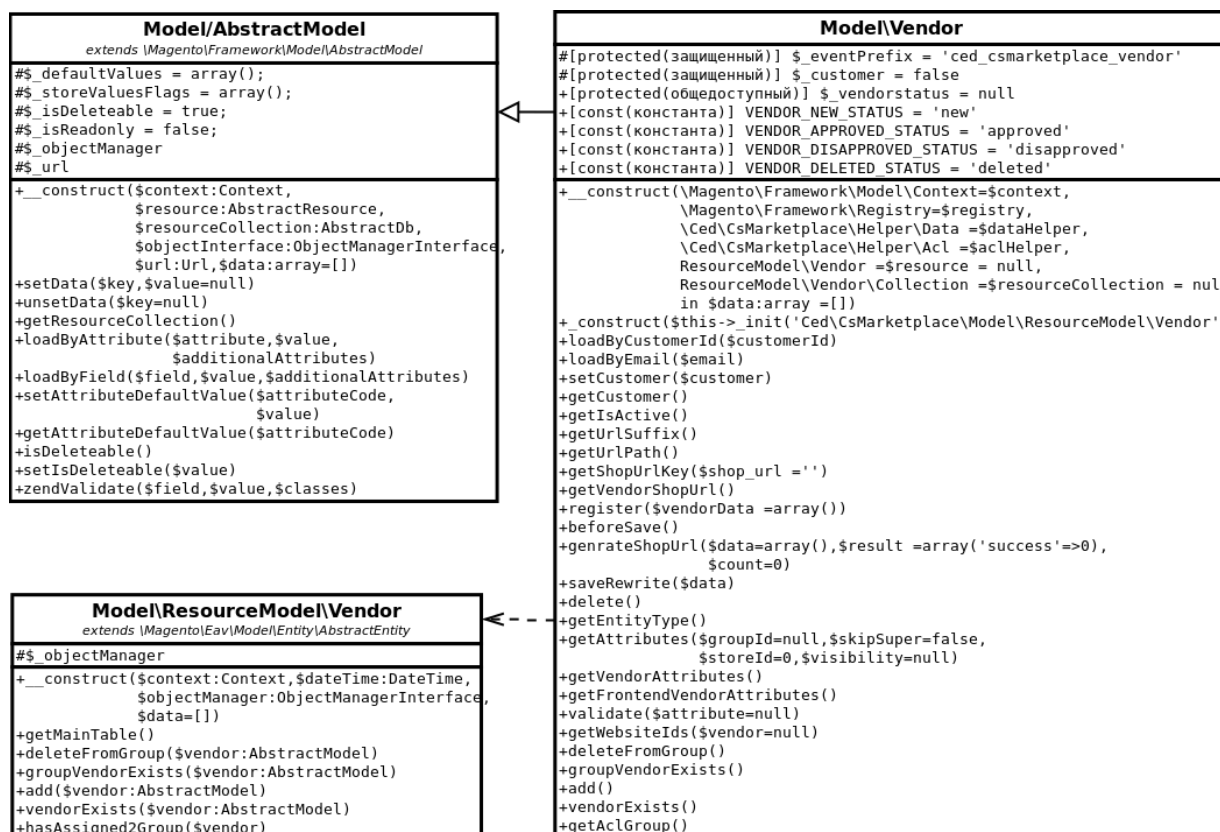 Model/AbstractModel
extends \Magento\Framework\Model\AbstractModel
#$_defaultValues = array();
#$_storeValuesFlags = array();
#$_isDeleteable = true;
#$_isReadonly = false;
#$_objectManager
#$_url
+__construct($context:Context,
$resource:AbstractResource,
$resourceCollection:AbstractDb,
$objectInterface:ObjectManagerInterface,
$url:Url,$data:array=[])
+setData($key,$value=null)
+unsetData($key=null)
+getResourceCollection()
+loadByAttribute($attribute,$value,
$additionalAttributes)
+loadByField($field,$value,$additionalAttributes)
+setAttributeDefaultValue($attributeCode,
$value)
+getAttributeDefaultValue($attributeCode)
+isDeleteable()
+setIsDeleteable($value)
+zendValidate($field,$value,$classes)
Model\ResourceModel\Vendor
extends \Magento\Eav\Model\Entity\AbstractEntity
#$_objectManager
+__construct($context:Context,$dateTime:DateTime,
$objectManager:ObjectManagerInterface,
$data=[])
+getMainTable()
+deleteFromGroup($vendor:AbstractModel)
+groupVendorExists($vendor:AbstractModel)
+add($vendor:AbstractModel)
+vendorExists($vendor:AbstractModel)
+hasAssigned2Group($vendor)
Model\Vendor
#[protected(защищенный)] $_eventPrefix = 'ced_csmarketplace_vendor'
#[protected(защищенный)] $_customer = false
+[protected(общедоступный)] $_vendorstatus = null
+[const(константа)] VENDOR_NEW_STATUS = 'new'
+[const(константа)] VENDOR_APPROVED_STATUS = 'approved'
+[const(константа)] VENDOR_DISAPPROVED_STATUS = 'disapproved'
+[const(константа)] VENDOR_DELETED_STATUS = 'deleted'
+__construct(\Magento\Framework\Model\Context=$context,
\Magento\Framework\Registry=$registry,
\Ced\CsMarketplace\Helper\Data =$dataHelper,
\Ced\CsMarketplace\Helper\Acl =$aclHelper,
ResourceModel\Vendor =$resource = null,
ResourceModel\Vendor\Collection =$resourceCollection = nul
in $data:array =[])
+_construct($this->_init('Ced\CsMarketplace\Model\ResourceModel\Vendor'
+loadByCustomerId($customerId)
+loadByEmail($email)
+setCustomer($customer)
+getCustomer()
+getIsActive()
+getUrlSuffix()
+getUrlPath()
+getShopUrlKey($shop_url ='')
+getVendorShopUrl()
+register($vendorData =array())
+beforeSave()
+genrateShopUrl($data=array(),$result =array('success'=>0),
$count=0)
+saveRewrite($data)
+delete()
+getEntityType()
+getAttributes($groupId=null,$skipSuper=false,
$storeId=0,$visibility=null)
+getVendorAttributes()
+getFrontendVendorAttributes()
+validate($attribute=null)
+getWebsiteIds($vendor=null)
+deleteFromGroup()
+groupVendorExists()
+add()
+vendorExists()
+getAclGroup()